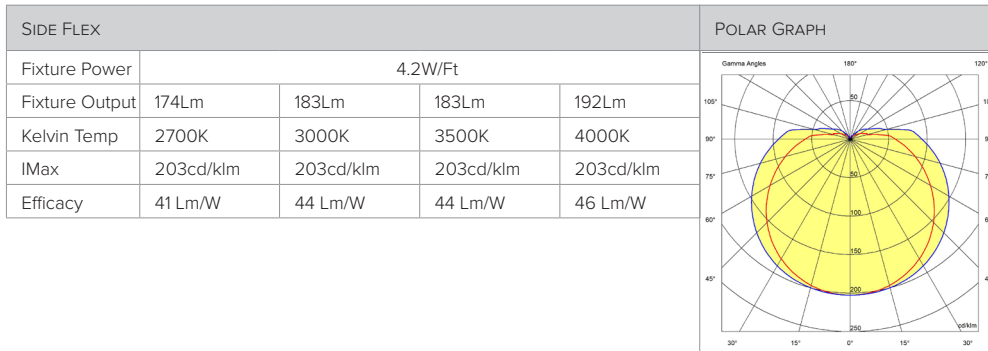 SIDE FLEX
Fixture Power 4.2W/Ft
Fixture Output 174Lm 183Lm 183Lm 192Lm
Kelvin Temp 2700K 3000K 3500K 4000K
IMax 203cd/klm 203cd/klm 203cd/klm 203cd/klm
Efficacy 41 Lm/W 44 Lm/W 44 Lm/W 46 Lm/W
POLAR GRAPH
Gamma Angles 180° 120°
105° 50
90°
75° 50
60° 100
150
45° 200
250 cd/klm
30° 15° 0° 15° 30°